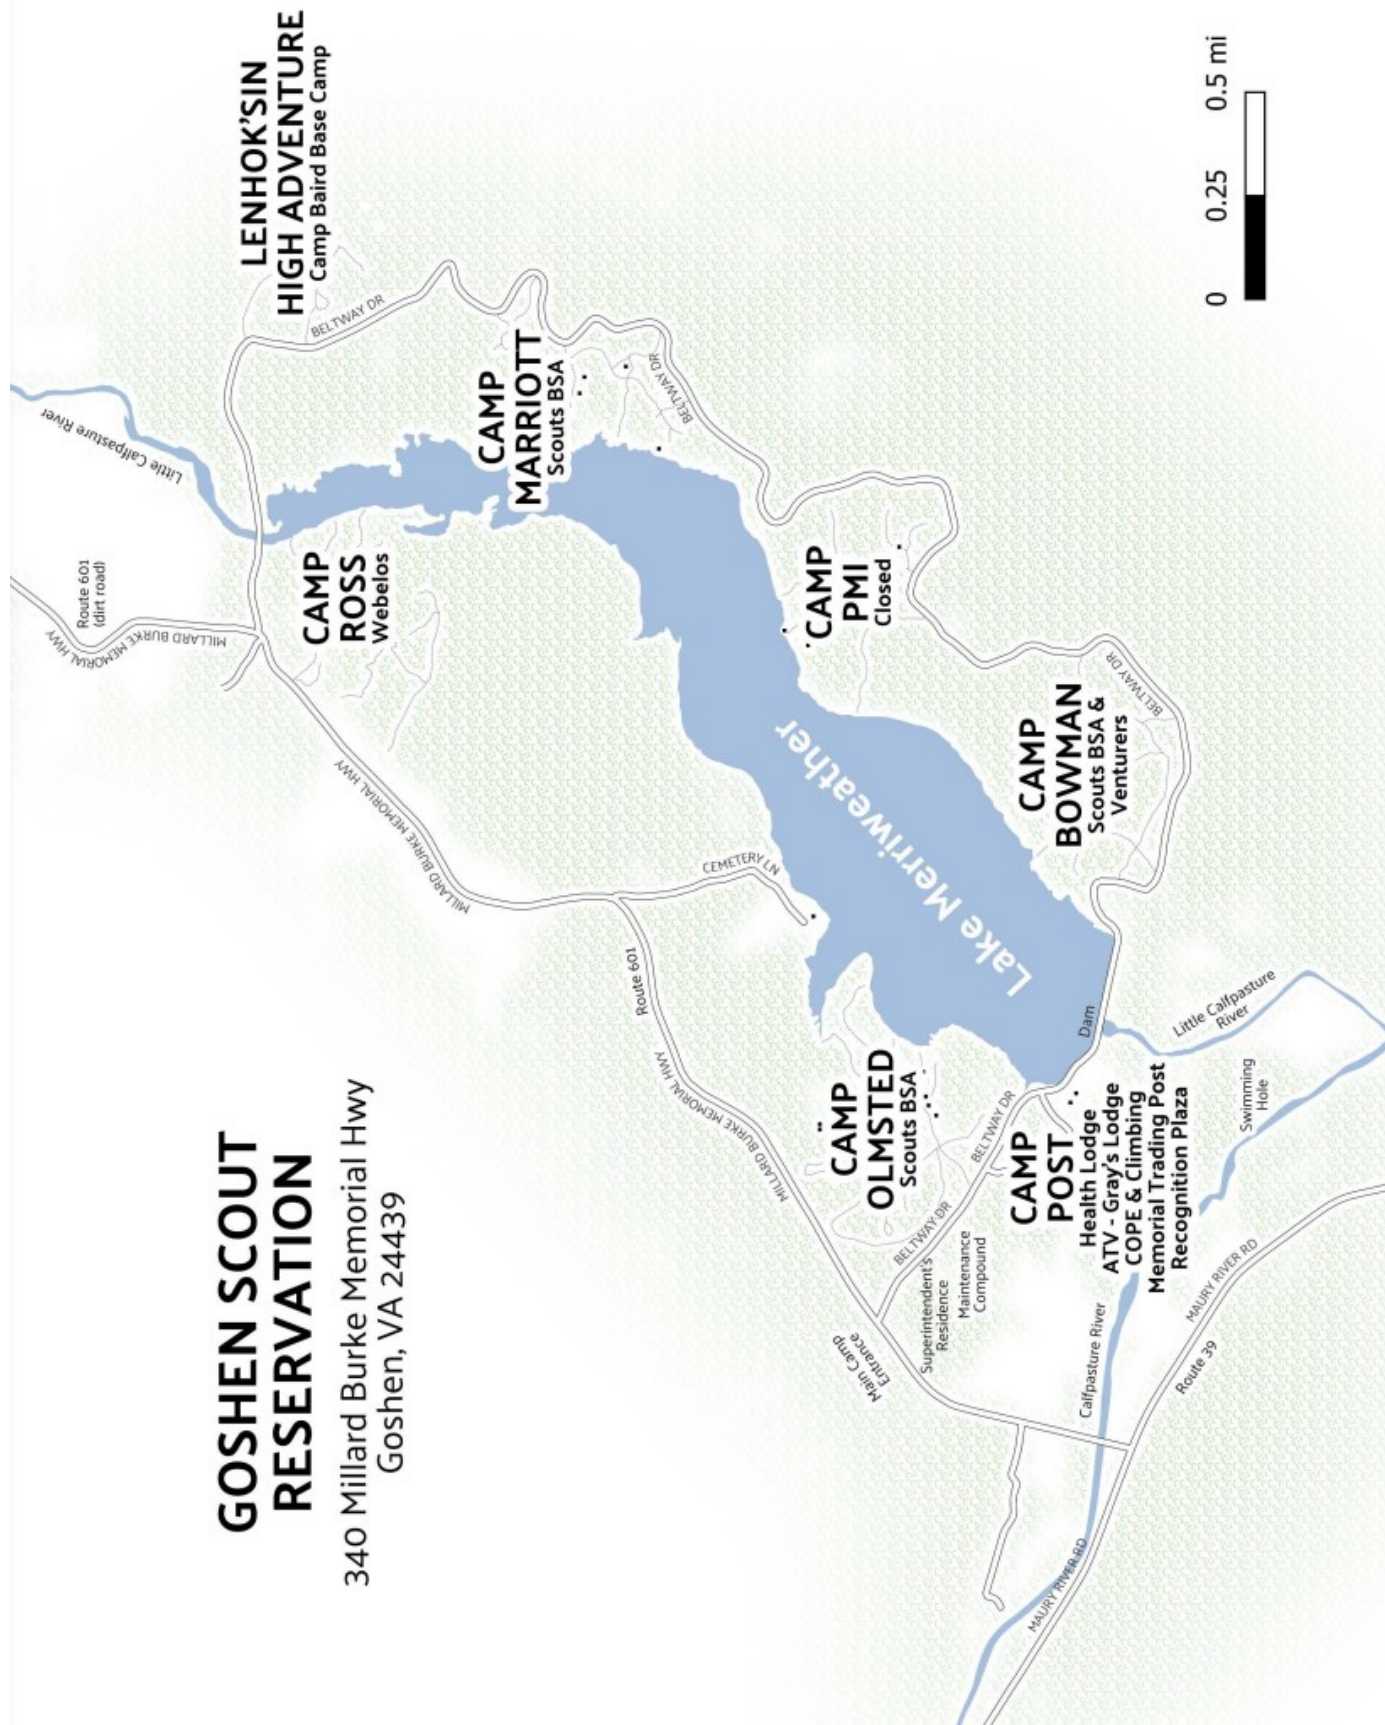 GOSHEN SCOUT
RESERVATION
340 Millard Burke Memorial Hwy
Goshen, VA 24439
LENHOK'SIN
HIGH ADVENTURE
Camp Baird Base Camp
BELTWAY DR
Little Calfpasture River
Route 601
(dirt road)
MILLARD BURKE MEMORIAL HWY
CAMP
ROSS
Webelos
CAMP
MARRIOTT
Scouts BSA
BELTWAY DR
MILLARD BURKE MEMORIAL HWY
CEMETERY LN
Route 601
MILLARD BURKE MEMORIAL HWY
CAMP
PMI
Closed
Lake Merriweather
CAMP
BOWMAN
Scouts BSA &
Venturers
BELTWAY DR
CAMP
OLMSTED
Scouts BSA
BELTWAY DR
BELTWAY DR
Dam
Little Calfpasture
River
Swimming
Hole
CAMP
POST
Health Lodge
ATV - Gray's Lodge
COPE & Climbing
Memorial Trading Post
Recognition Plaza
Main Camp
Entrance
Superintendent's
Residence
Maintenance
Compound
Calfpasture River
MAURY RIVER RD
Route 39
MAURY RIVER RD
0 0.25 0.5 mi